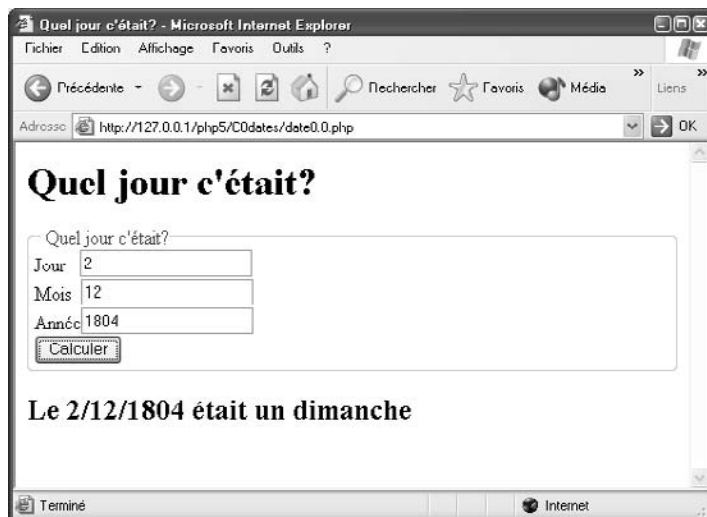 Quel jour c'était? - Microsoft Internet Explorer
Fichier Edition Affichage Favoris Outils ?
Précédente - Rechercher Favoris Média » Liens »
Adresse http://127.0.0.1/php5/C0dates/date0.0.php OK
Quel jour c'était?
Quel jour c'était?
Jour 2
Mois 12
Année 1804
Calculer
Le 2/12/1804 était un dimanche
Terminé Internet